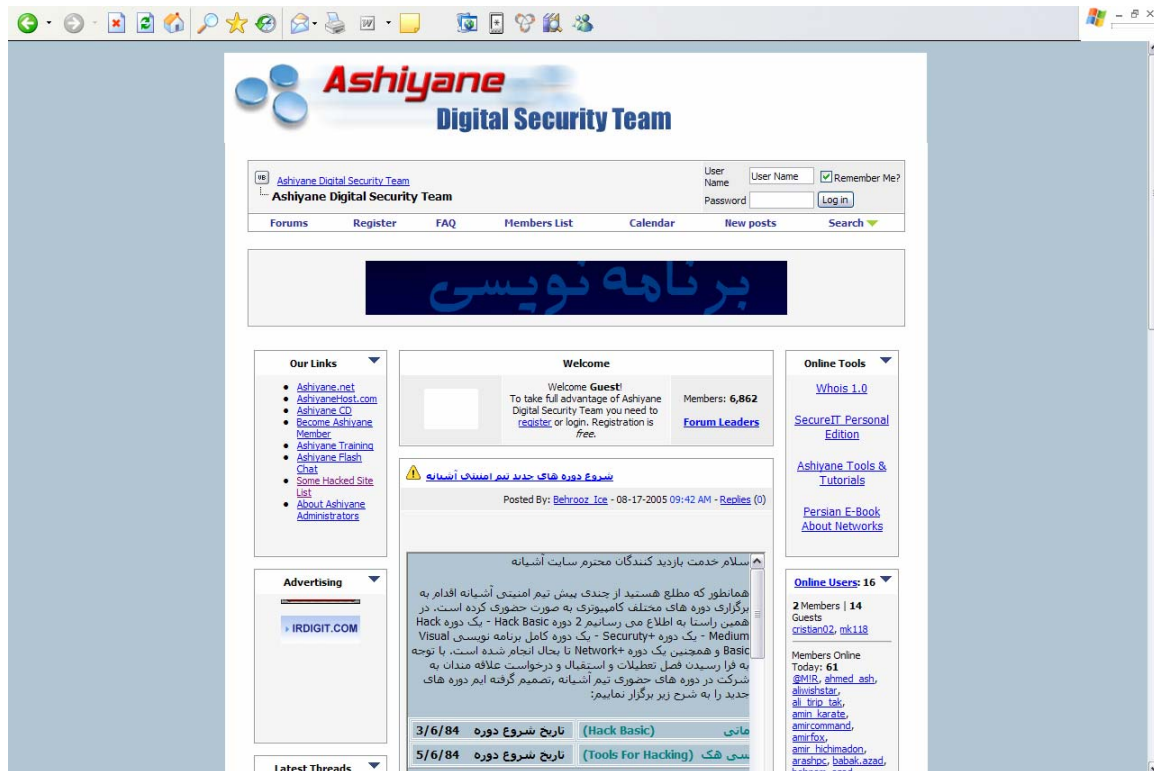 Ashiyane
Digital Security Team
Ashiyane Digital Security Team
Ashiyane Digital Security Team
User Name
User Name
Remember Me?
Password
Log in
Forums Register FAQ Members List Calendar New posts Search
برنامه نویسی
Our Links
Ashiyane.net
AshiyaneHost.com
Ashiyane CD
Become Ashiyane
Member
Ashiyane Training
Ashiyane Flash
Chat
Some Hacked Site
List
About Ashiyane
Administrators
Advertising
IRDIGIT.COM
Latest Threads
Welcome
Welcome Guest!
To take full advantage of Ashiyane
Digital Security Team you need to
register or login. Registration is
free.
Members: 6,862
Forum Leaders
شروع دوره های جدید تیم امنیتی آشیانه
Posted By: Behrooz_Ice - 08-17-2005 09:42 AM - Replies (0)
سلام خدمت بازدید کنندگان محترم سایت آشیانه
همانطور که مطلع هستید از چندی پیش تیم امنیتی آشیانه اقدام به
برگزاری دوره های مختلف کامپیوتری به صورت حضوری کرده است. در
همین راستا به اطلاع می رسانیم 2 دوره Hack Basic - یک دوره Hack
Medium - یک دوره Securuty+ - یک دوره کامل برنامه نویسی Visual
Basic و همچنین یک دوره Network+ تا بحال انجام شده است. با توجه
به فرا رسیدن فصل تعطیلات و استقبال و درخواست علاقه مندان به
شرکت در دوره های حضوری تیم آشیانه ,تصمیم گرفته ایم دوره های
جدید را به شرح زیر برگزار نماییم:
ماتی (Hack Basic) تاریخ شروع دوره 3/6/84
سی هک (Tools For Hacking) تاریخ شروع دوره 5/6/84
Online Tools
Whois 1.0
SecureIT Personal
Edition
Ashiyane Tools &
Tutorials
Persian E-Book
About Networks
Online Users: 16
2 Members | 14
Guests
cristian02, mk118
Members Online
Today: 61
@M!R, ahmed_ash,
aliwishstar,
ali_tirip_tak,
amin_karate,
amircommand,
amirfox,
amir_hichimadon,
arashpc, babak.azad,